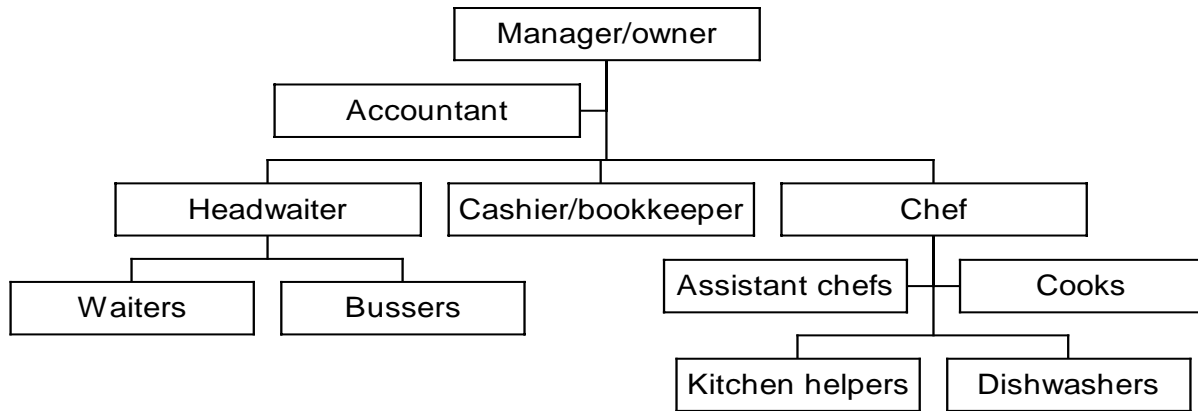 Manager/owner
Accountant
Headwaiter
Cashier/bookkeeper
Chef
Assistant chefs
Cooks
Waiters
Bussers
Kitchen helpers
Dishwashers